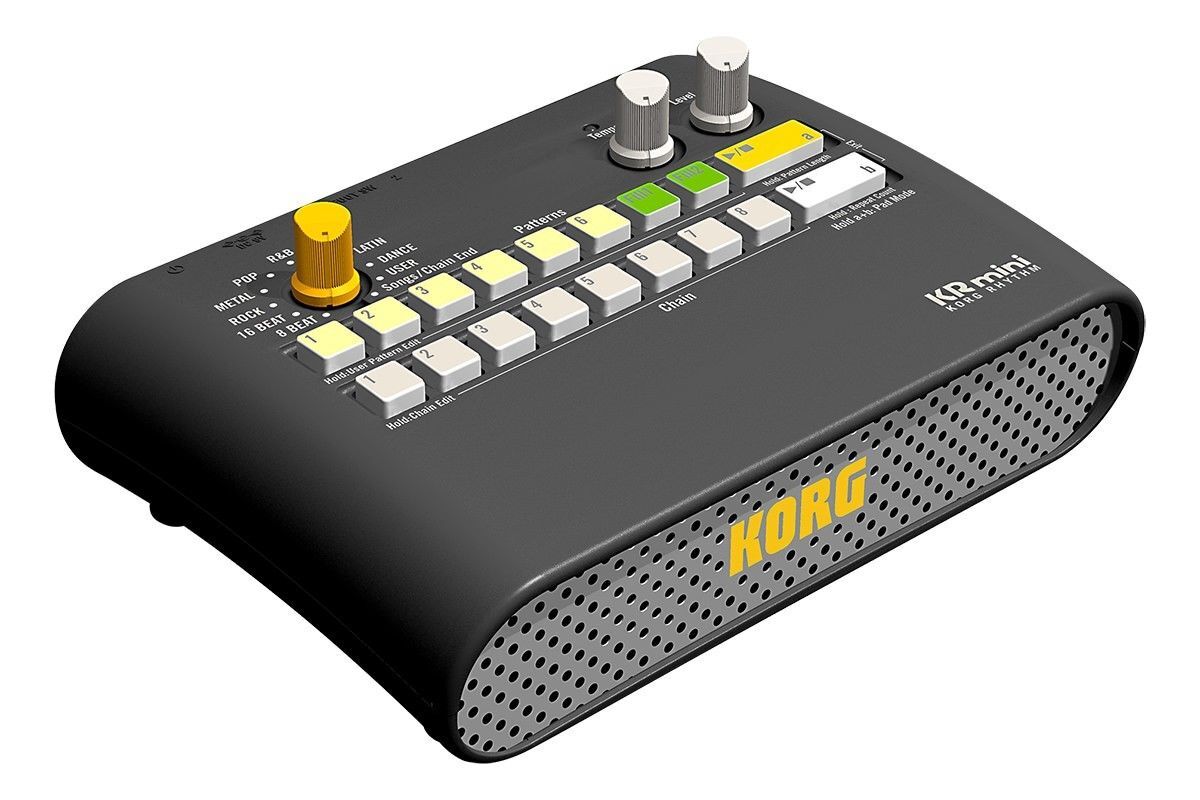 Level
a
Hold: Pattern Length
b
Hold : Repeat Count
Hold a+b: Pad Mode
Fill1
Fill2
Patterns
6
5
4
3
2
1
LATIN
DANCE
USER
Songs/Chain End
R&B
POP
METAL
ROCK
16 BEAT
8 BEAT
Hold:User Pattern Edit
8
7
6
5
4
3
2
1
Chain
Hold:Chain Edit
KR mini
KORG RHYTHM
KORG